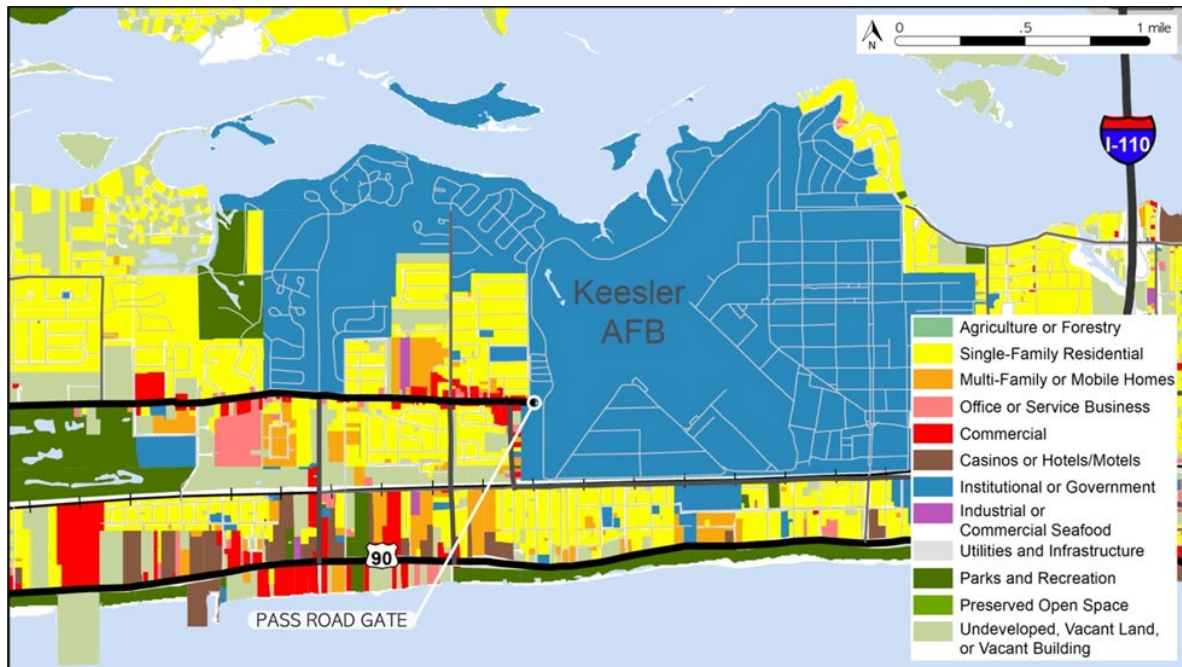 0 .5 1 mile
N
I-110
Keesler
AFB
Agriculture or Forestry
Single-Family Residential
Multi-Family or Mobile Homes
Office or Service Business
Commercial
Casinos or Hotels/Motels
Institutional or Government
Industrial or
Commercial Seafood
Utilities and Infrastructure
Parks and Recreation
Preserved Open Space
Undeveloped, Vacant Land,
or Vacant Building
90
PASS ROAD GATE